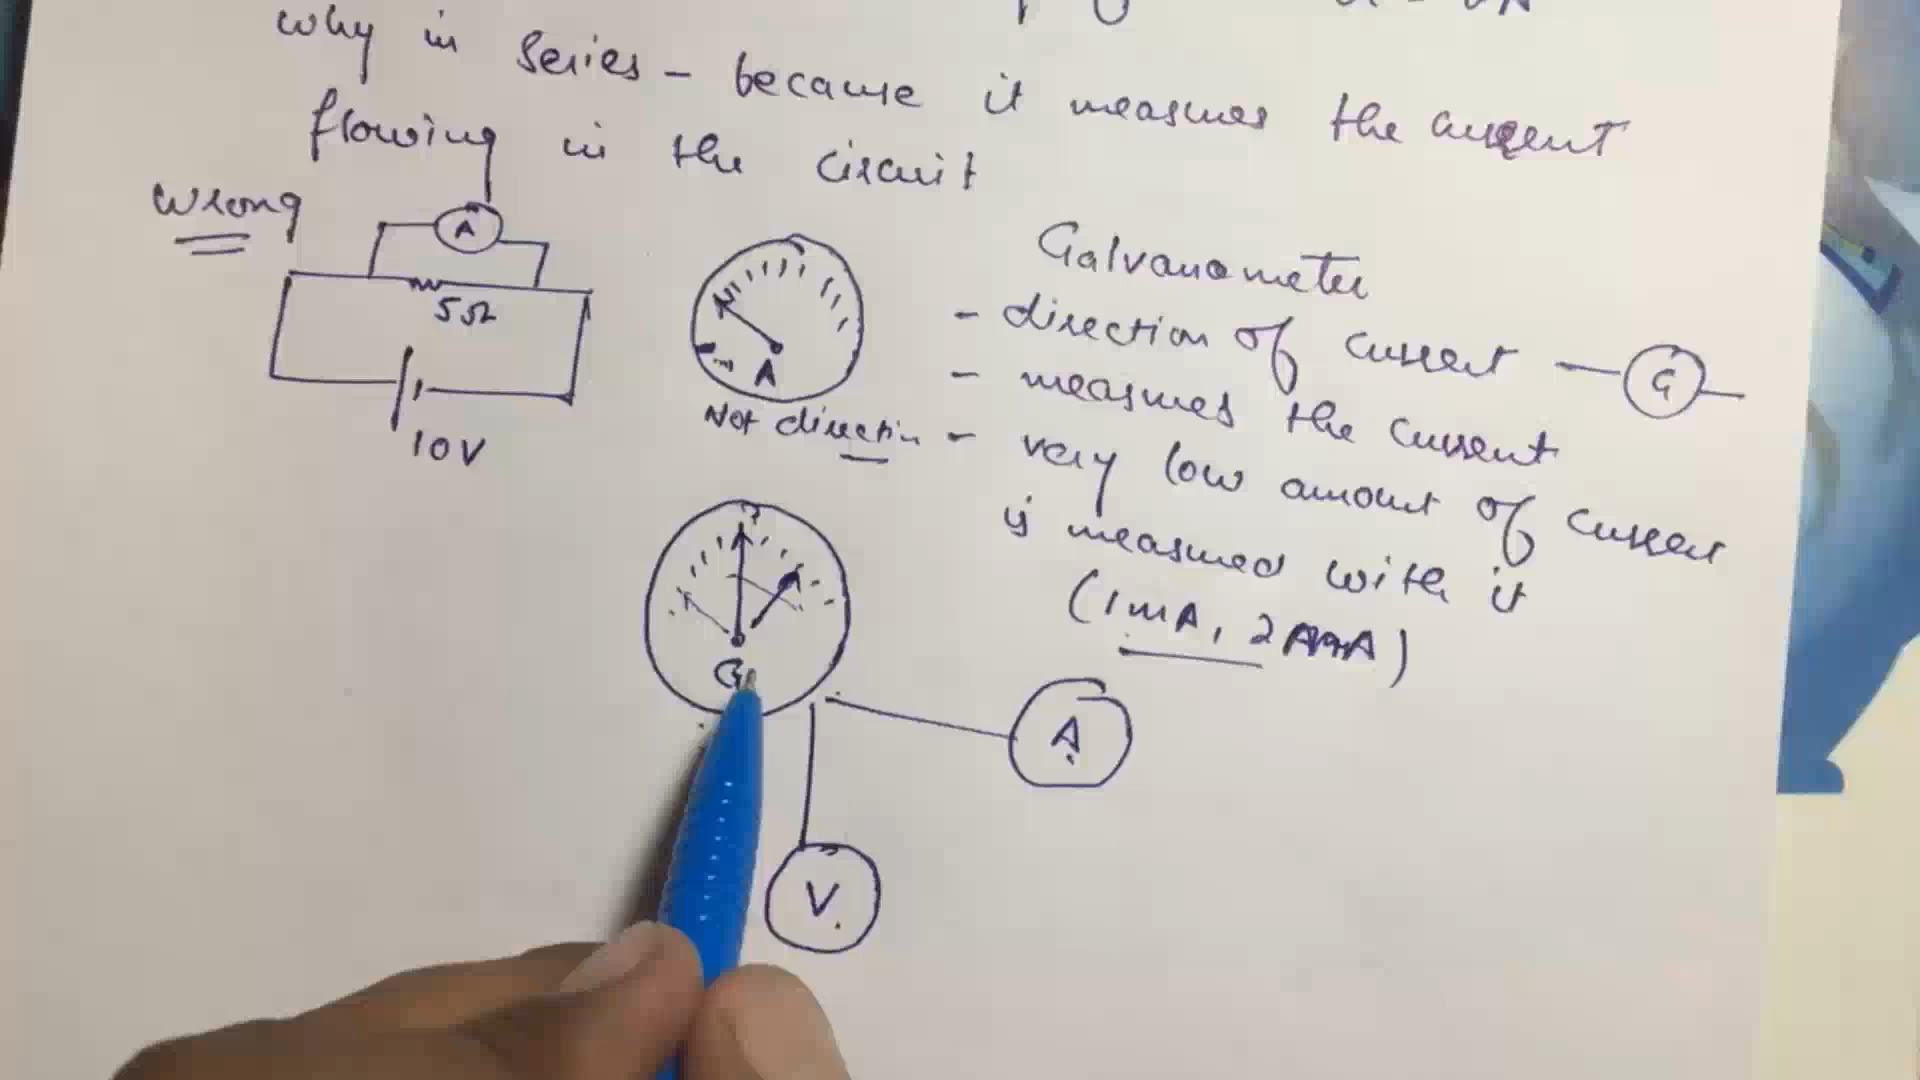 why in series - because it measures the current
flowing in the circuit
wrong
A
5Ω
10V
A
Not direction
Galvanometer
- direction of current
G
- measures the current
- very low amount of current
is measured with it
(1mA,
G
A
V